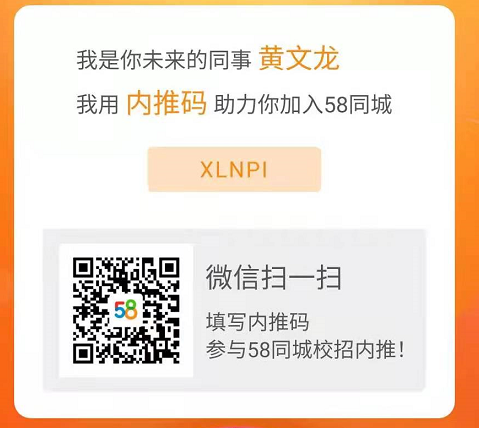 我是你未来的同事 黄文龙
我用 内推码 助力你加入58同城
XLNPI
58
微信扫一扫
填写内推码
参与58同城校招内推！